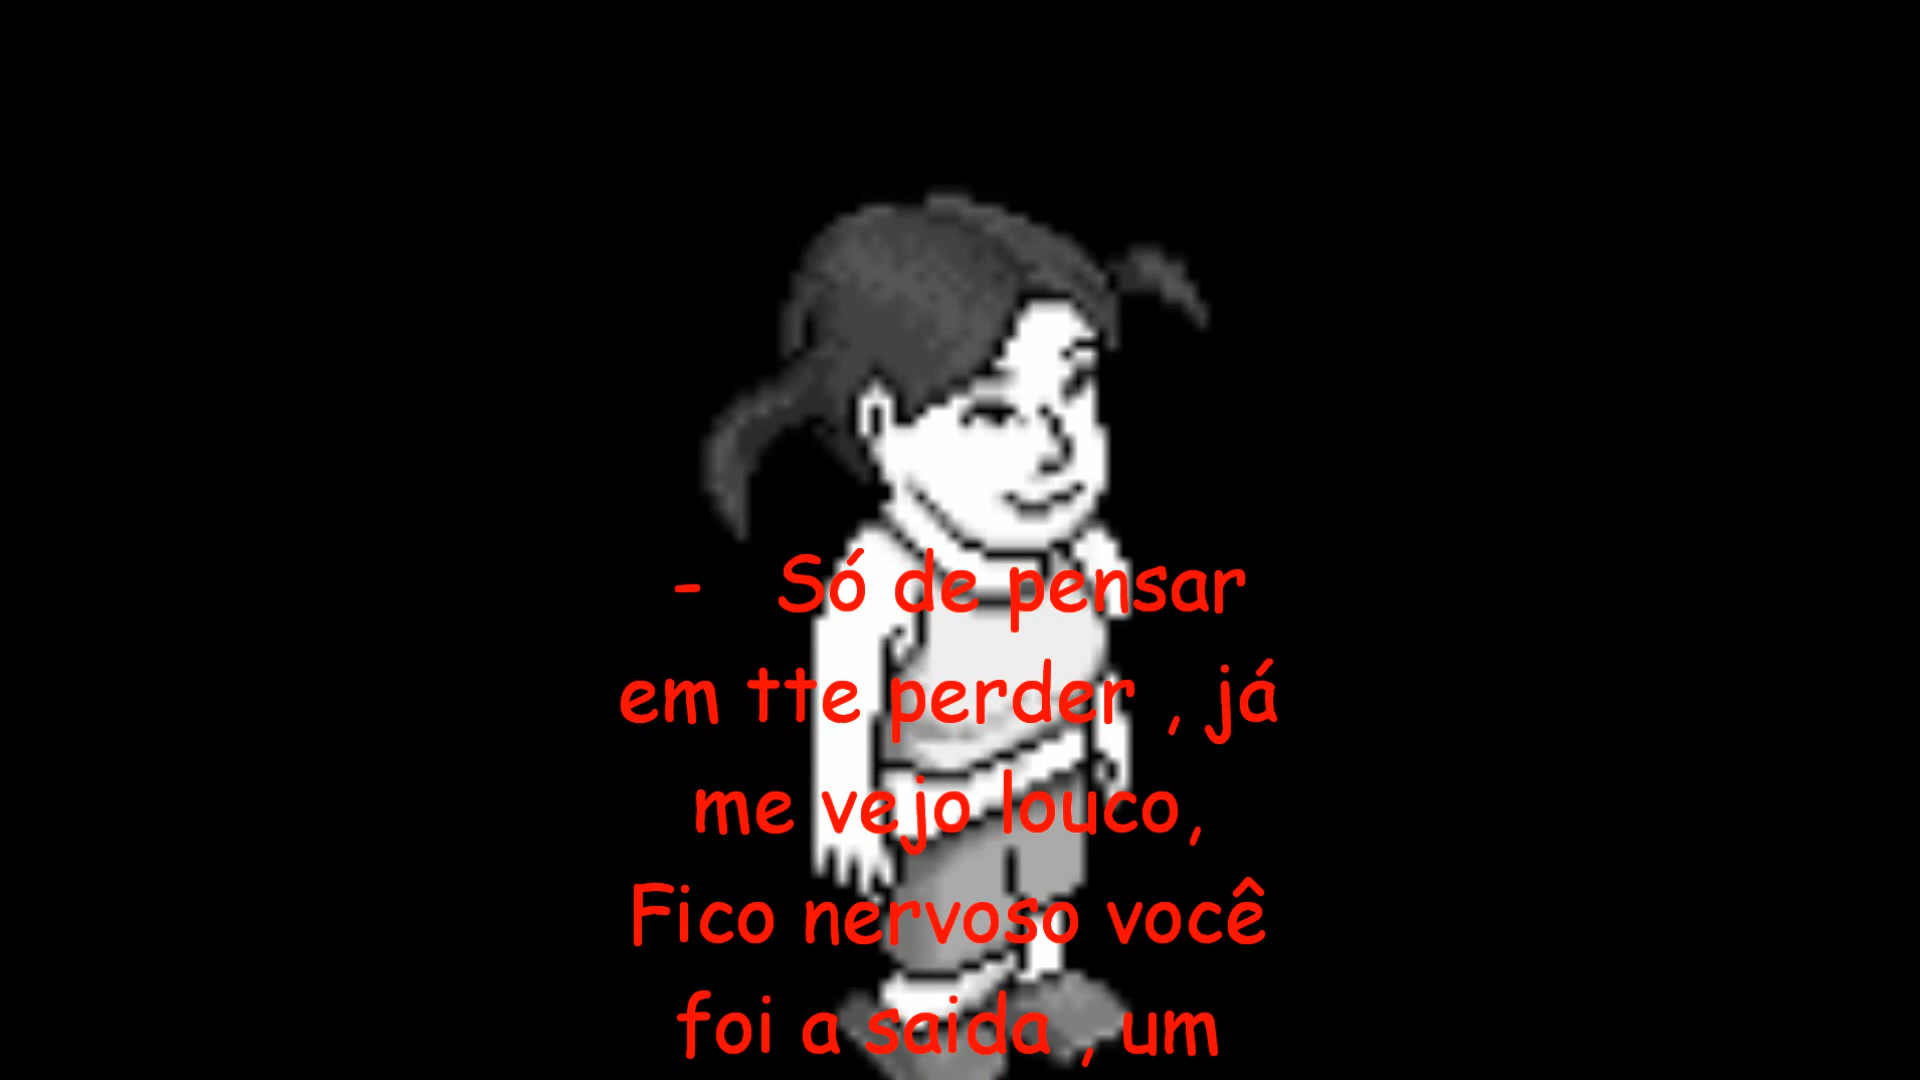 - Só de pensar
em tte perder , já
me vejo louco,
Fico nervoso você
foi a saida , um